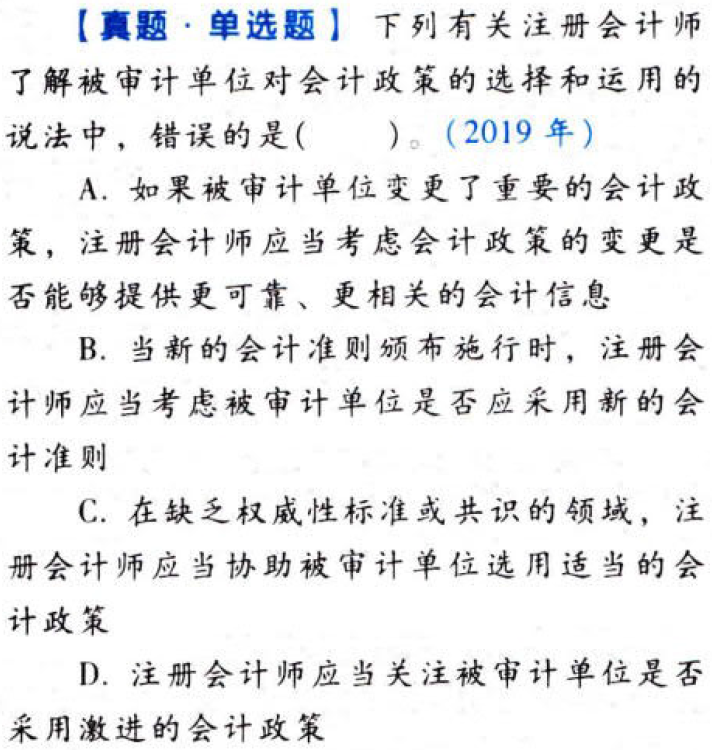 【真题·单选题】 下列有关注册会计师
了解被审计单位对会计政策的选择和运用的
说法中，错误的是(　　)。(2019 年)
A. 如果被审计单位变更了重要的会计政
策，注册会计师应当考虑会计政策的变更是
否能够提供更可靠、更相关的会计信息
B. 当新的会计准则颁布施行时，注册会
计师应当考虑被审计单位是否应采用新的会
计准则
C. 在缺乏权威性标准或共识的领域，注
册会计师应当协助被审计单位选用适当的会
计政策
D. 注册会计师应当关注被审计单位是否
采用激进的会计政策